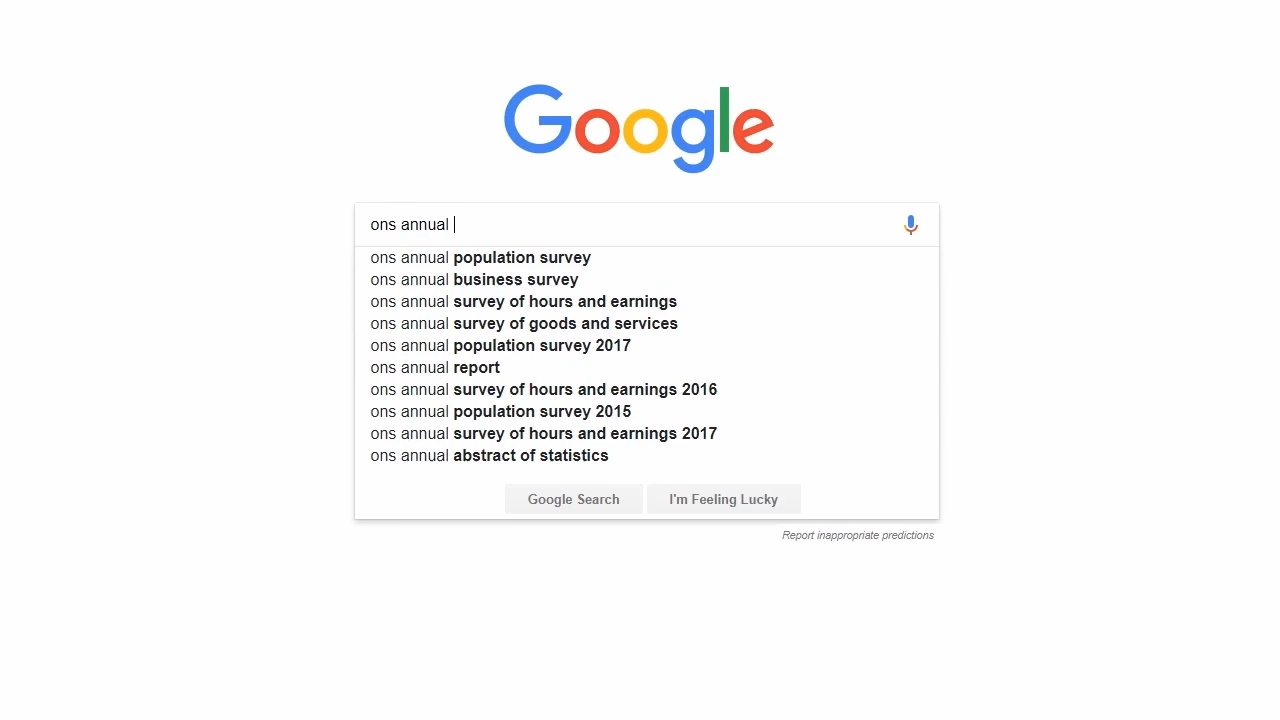 Google
ons annual
ons annual population survey
ons annual business survey
ons annual survey of hours and earnings
ons annual survey of goods and services
ons annual population survey 2017
ons annual report
ons annual survey of hours and earnings 2016
ons annual population survey 2015
ons annual survey of hours and earnings 2017
ons annual abstract of statistics
Google Search I'm Feeling Lucky
Report inappropriate predictions